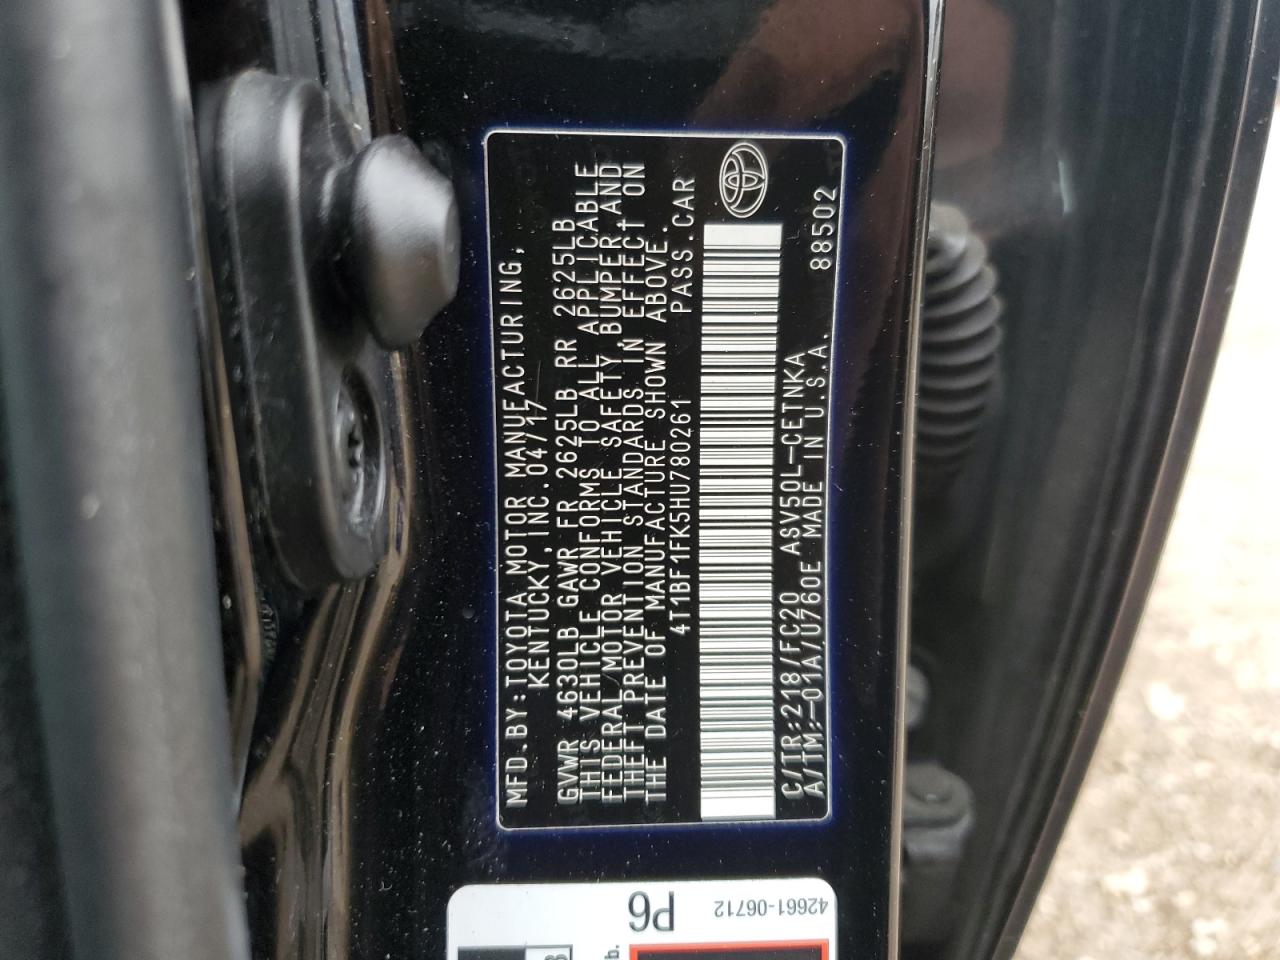 MFD.BY:TOYOTA MOTOR MANUFACTURING,
KENTUCKY,INC.04/17
GVWR 4630LB GAWR FR 2625LB RR 2625LB
THIS VEHICLE CONFORMS TO ALL APPLICABLE
FEDERAL MOTOR VEHICLE SAFETY,BUMPER,AND
THEFT PREVENTION STANDARDS IN EFFECT ON
THE DATE OF MANUFACTURE SHOWN ABOVE.
4T1BF1FK5HU780261 PASS.CAR
C/TR:218/FC20 ASV50L-CETNKA
A/TM:-01A/U760E MADE IN U.S.A. 88502
P6
42661-06712